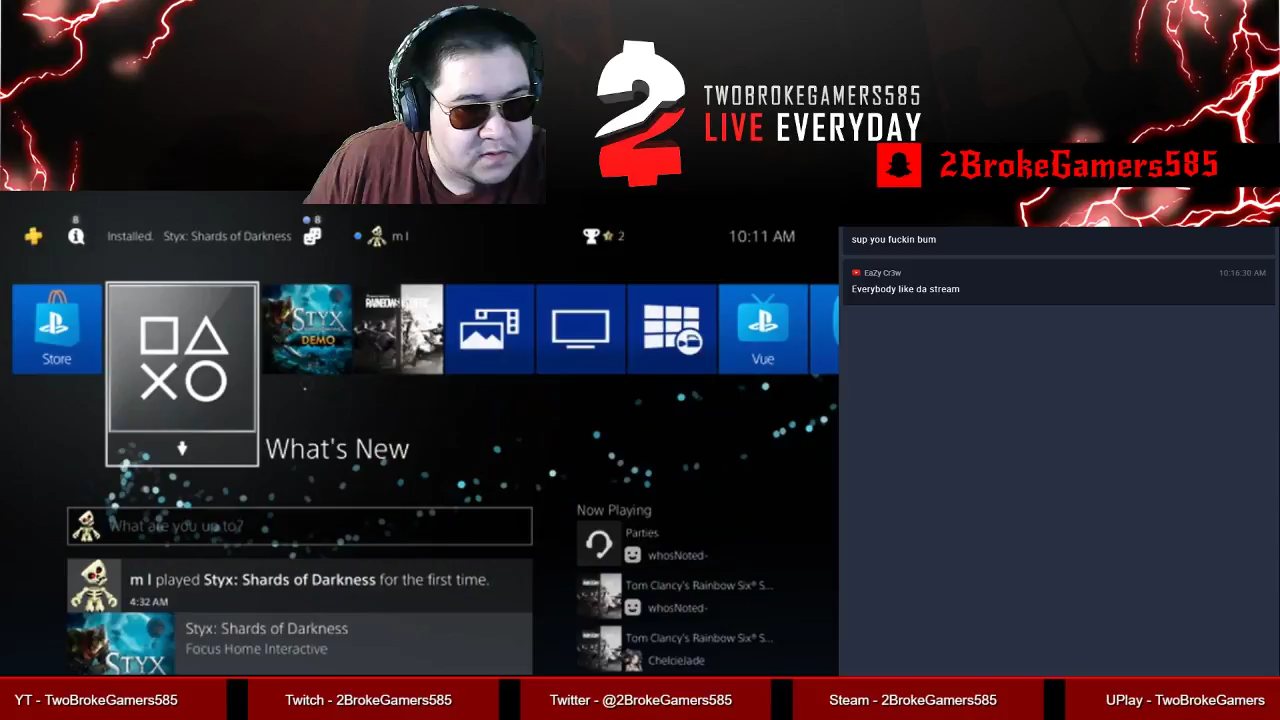 TWOBROKEGAMERS585
LIVE EVERYDAY
2BrokeGamers585
8
Installed. Styx: Shards of Darkness
8
m l
2
10:11 AM
Store
STYX
DEMO
RAINBOW
Vue
What's New
What are you up to?
m l played Styx: Shards of Darkness for the first time.
4:32 AM
STYX
Styx: Shards of Darkness
Focus Home Interactive
Now Playing
Parties
whosNoted-
Tom Clancy's Rainbow Six® S...
whosNoted-
Tom Clancy's Rainbow Six® S...
ChelcieJade
sup you fuckin bum
EaZy Cr3w
10:16:30 AM
Everybody like da stream
YT - TwoBrokeGamers585
Twitch - 2BrokeGamers585
Twitter - @2BrokeGamers585
Steam - 2BrokeGamers585
UPlay - TwoBrokeGamers